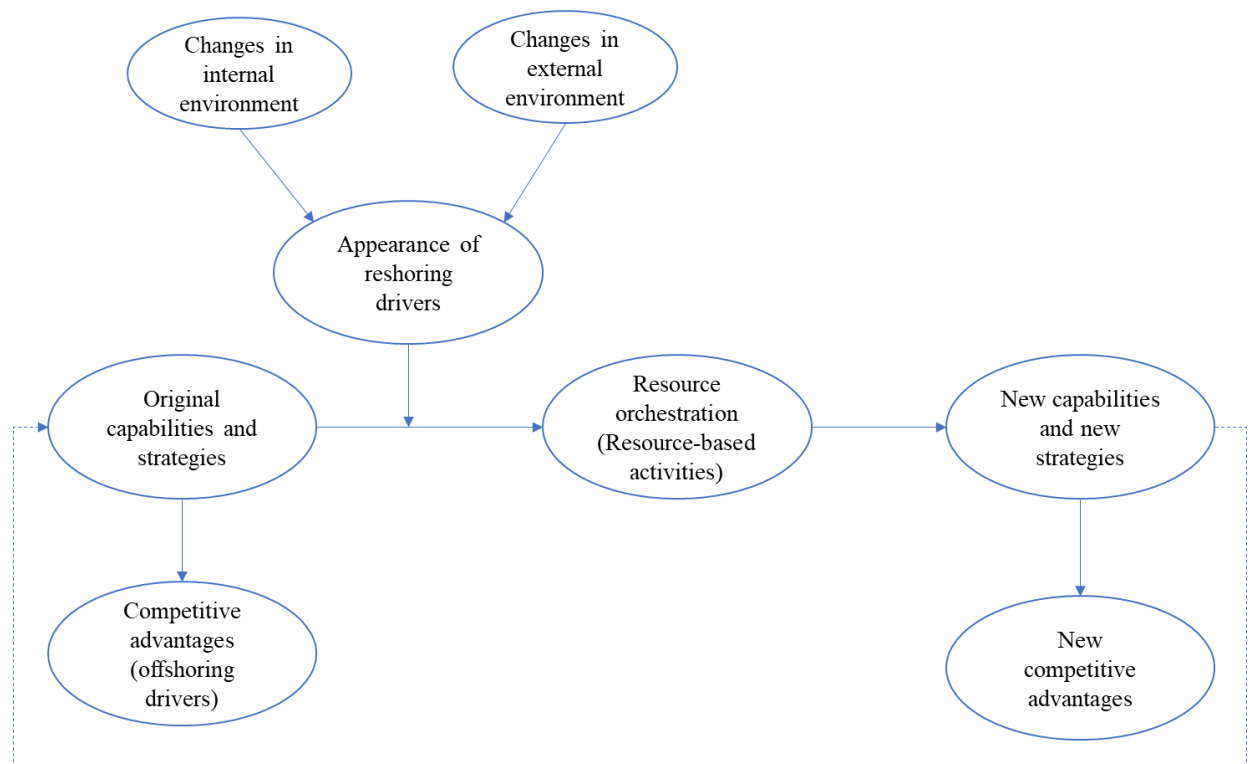 Changes in
internal
environment
Changes in
external
environment
Appearance of
reshoring
drivers
Original
capabilities and
strategies
Resource
orchestration
(Resource-based
activities)
New capabilities
and new
strategies
Competitive
advantages
(offshoring
drivers)
New
competitive
advantages